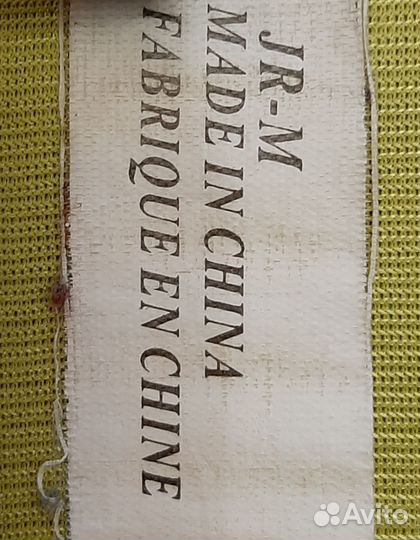 JR-M
MADE IN CHINA
FABRIQUE EN CHINE
Avito